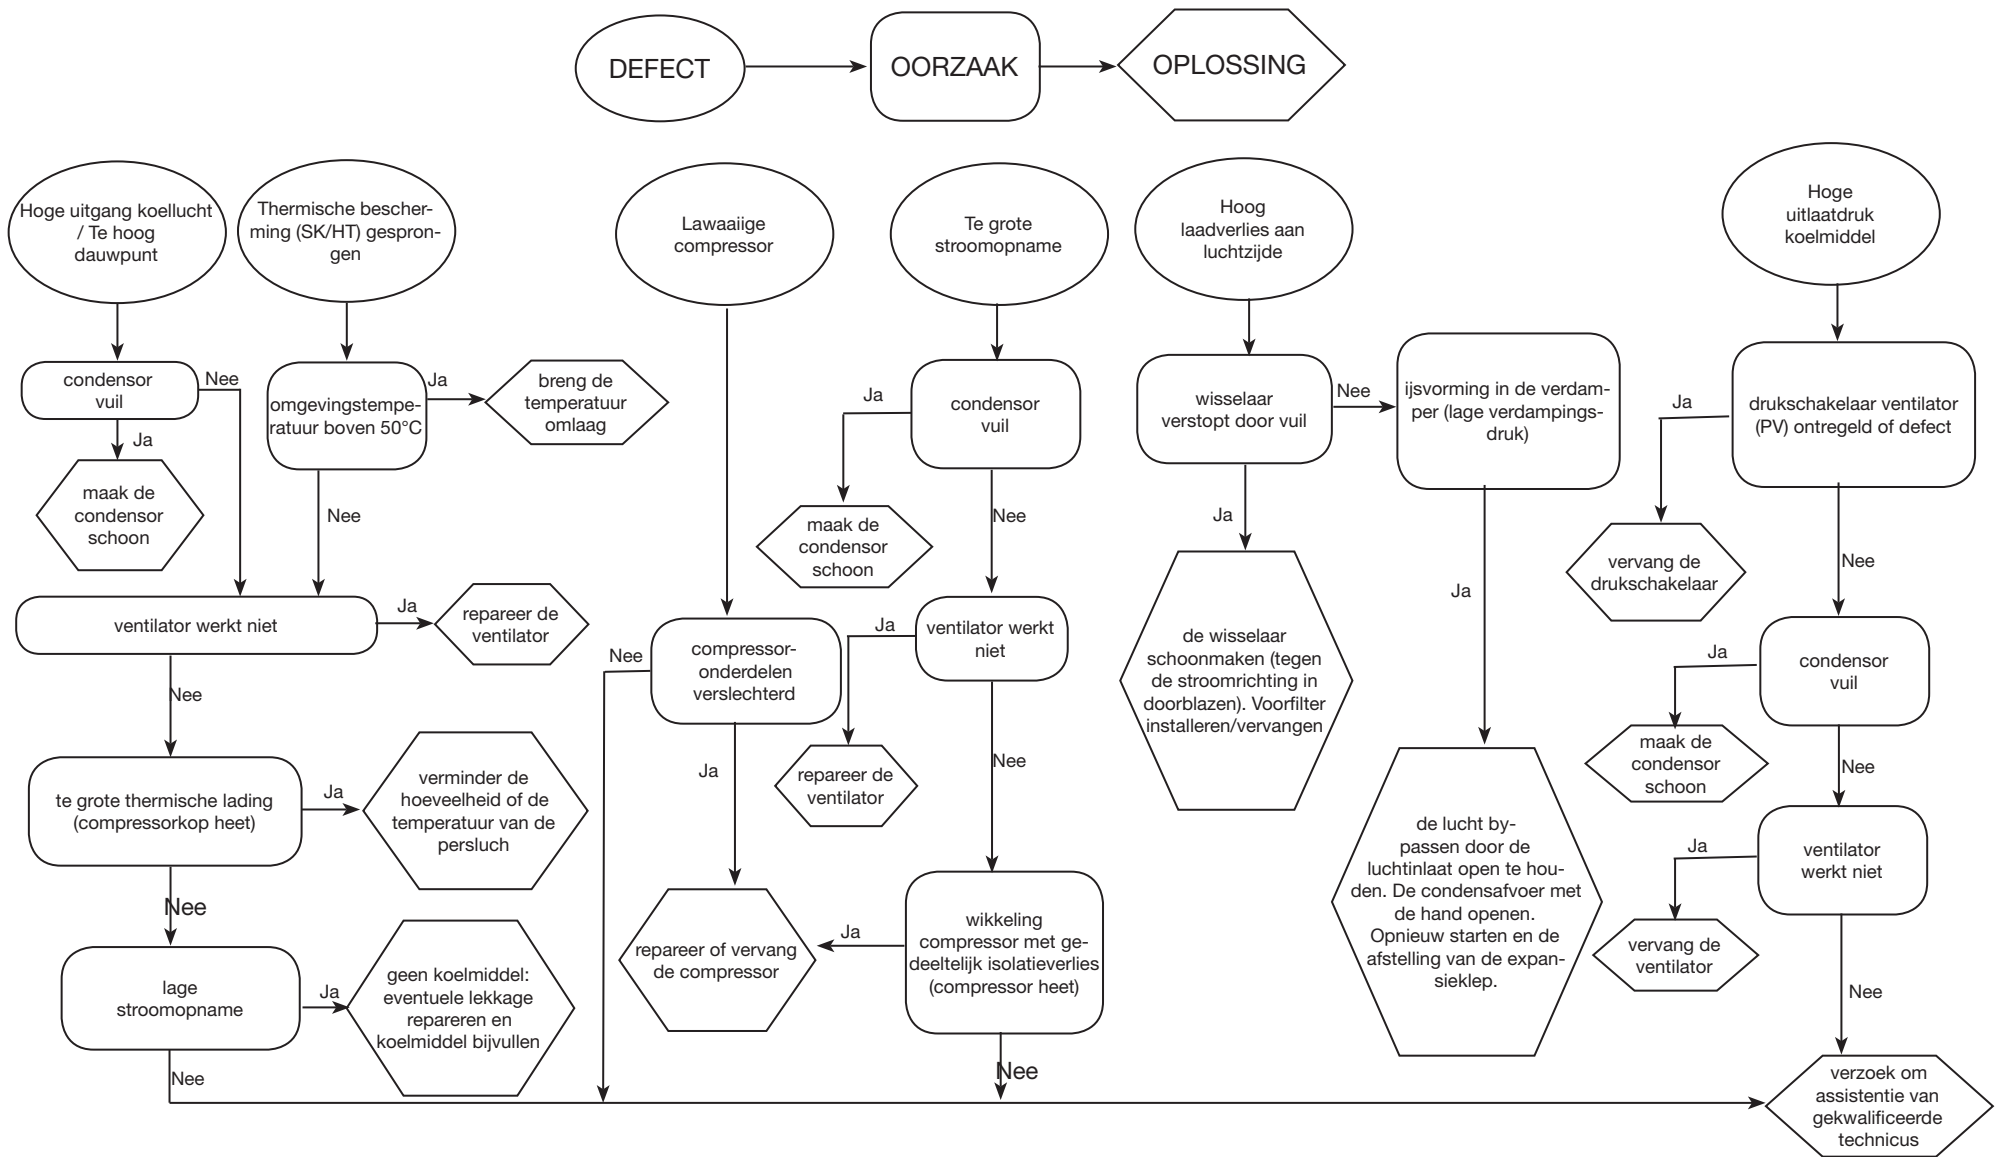 DEFECT
OORZAAK
OPLOSSING
Hoge uitgang koellucht
/ Te hoog
dauwpunt
Thermische bescher-
ming (SK/HT) gespron-
gen
Lawaaiige
compressor
Te grote
stroomopname
Hoog
laadverlies aan
luchtzijde
Hoge
uitlaatdruk
koelmiddel
condensor
vuil
Nee
Ja
maak de
condensor
schoon
omgevingstempe-
ratuur boven 50°C
Ja
breng de
temperatuur
omlaag
Nee
ventilator werkt niet
Ja
repareer de
ventilator
Nee
te grote thermische lading
(compressorkop heet)
Ja
verminder de
hoeveelheid of de
temperatuur van de
persluch
Nee
lage
stroomopname
Ja
geen koelmiddel:
eventuele lekkage
repareren en
koelmiddel bijvullen
Nee
compressor-
onderdelen
verslechterd
Nee
Ja
repareer of vervang
de compressor
condensor
vuil
Ja
maak de
condensor
schoon
Nee
ventilator werkt
niet
Ja
repareer de
ventilator
Nee
wikkeling
compressor met ge-
deeltelijk isolatieverlies
(compressor heet)
Ja
Nee
wisselaar
verstopt door vuil
Nee
Ja
de wisselaar
schoonmaken (tegen
de stroomrichting in
doorblazen). Voorfilter
installeren/vervangen
ijsvorming in de verdam-
per (lage verdampings-
druk)
Ja
de lucht by-
passen door de
luchtinlaat open te hou-
den. De condensafvoer met
de hand openen.
Opnieuw starten en de
afstelling van de expan-
sieklep.
drukschakelaar ventilator
(PV) ontregeld of defect
Ja
vervang de
drukschakelaar
Nee
condensor
vuil
Ja
maak de
condensor
schoon
Nee
ventilator
werkt niet
Ja
vervang de
ventilator
Nee
verzoek om
assistentie van
gekwalificeerde
technicus